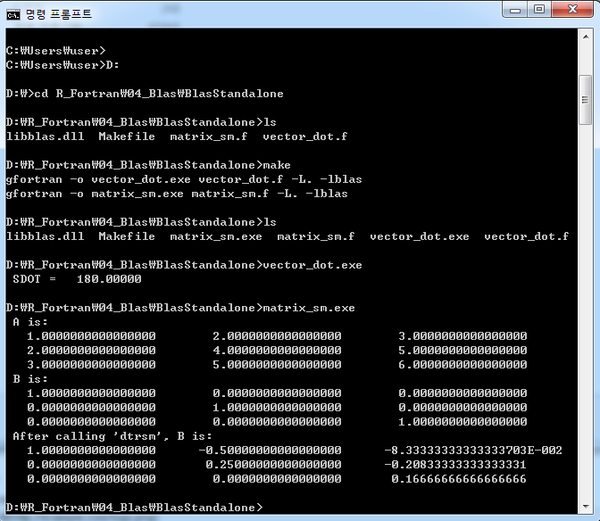 명령 프롬프트
C:₩Users₩user>
C:₩Users₩user>D:
D:₩>cd R_Fortran₩04_Blas₩BlasStandalone
D:₩R_Fortran₩04_Blas₩BlasStandalone>ls
libblas.dll  Makefile  matrix_sm.f  vector_dot.f
D:₩R_Fortran₩04_Blas₩BlasStandalone>make
gfortran -o vector_dot.exe vector_dot.f -L. -lblas
gfortran -o matrix_sm.exe matrix_sm.f -L. -lblas
D:₩R_Fortran₩04_Blas₩BlasStandalone>ls
libblas.dll  Makefile  matrix_sm.exe  matrix_sm.f  vector_dot.exe  vector_dot.f
D:₩R_Fortran₩04_Blas₩BlasStandalone>vector_dot.exe
SDOT =   180.00000
D:₩R_Fortran₩04_Blas₩BlasStandalone>matrix_sm.exe
A is:
1.0000000000000000        2.0000000000000000        3.0000000000000000
2.0000000000000000        4.0000000000000000        5.0000000000000000
3.0000000000000000        5.0000000000000000        6.0000000000000000
B is:
1.0000000000000000        0.0000000000000000        0.0000000000000000
0.0000000000000000        1.0000000000000000        0.0000000000000000
0.0000000000000000        0.0000000000000000        1.0000000000000000
After calling 'dtrsm', B is:
1.0000000000000000       -0.50000000000000000       -8.33333333333333703E-002
0.0000000000000000        0.25000000000000000      -0.20833333333333331
0.0000000000000000        0.0000000000000000        0.16666666666666666
D:₩R_Fortran₩04_Blas₩BlasStandalone>